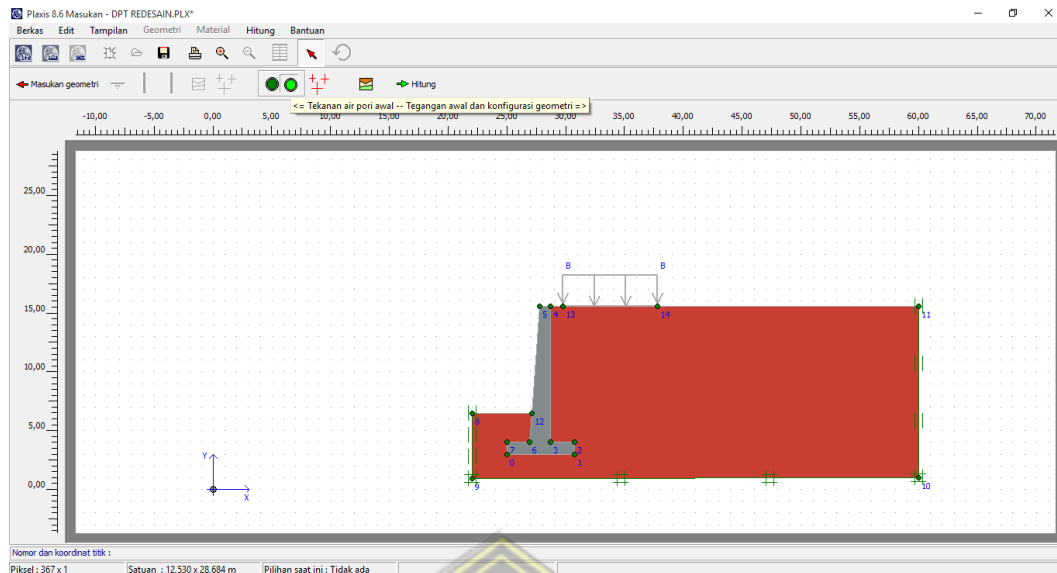 Plaxis 8.6 Masukan - DPT REDESAIN.PLX*
Berkas Edit Tampilan Geometri Material Hitung Bantuan
Masukan geometri
Hitung
<= Tekanan air pori awal -- Tegangan awal dan konfigurasi geometri =>
-10,00 -5,00 0,00 5,00 10,00 15,00 20,00 25,00 30,00 35,00 40,00 45,00 50,00 55,00 60,00 65,00 70,00
25,00
20,00
B B
15,00
5 4 13 14 11
10,00
5,00
8 12
7 6 3 2
0 1
Y
0,00
X
9 10
Nomor dan koordinat titik :
Piksel : 367 x 1 Satuan : 12.530 x 28.684 m Pilihan saat ini : Tidak ada